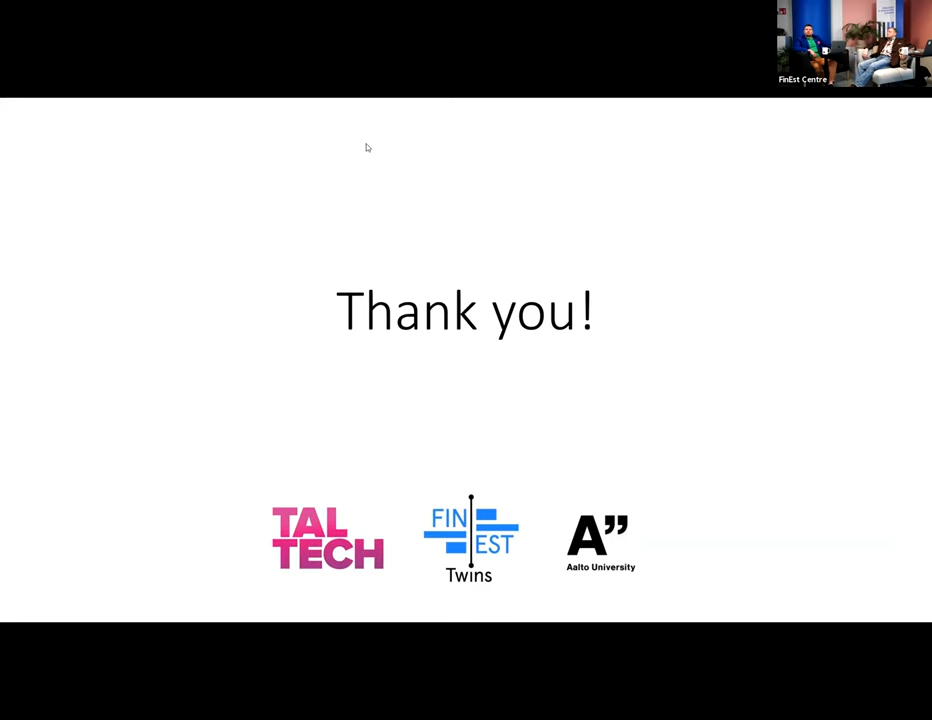 FinEst Centre
Thank you!
TAL
TECH
FIN
EST
Twins
A”
Aalto University